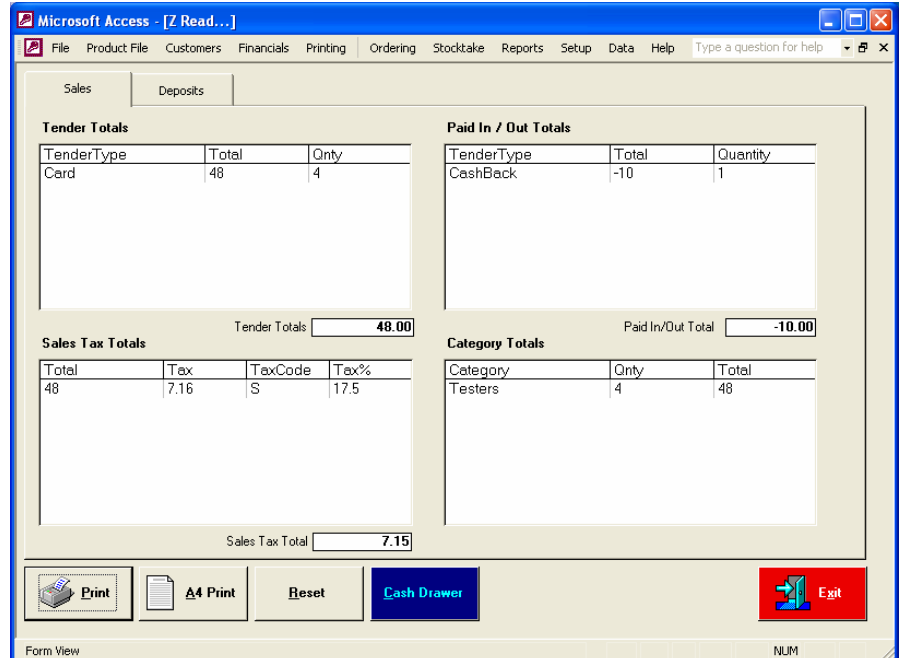 Microsoft Access - [Z Read...]
File Product File Customers Financials Printing Ordering Stocktake Reports Setup Data Help Type a question for help
Sales Deposits
Tender Totals
TenderType Total Qnty
Card 48 4
Tender Totals 48.00
Paid In / Out Totals
TenderType Total Quantity
CashBack -10 1
Paid In/Out Total -10.00
Sales Tax Totals
Total Tax TaxCode Tax%
48 7.16 S 17.5
Sales Tax Total 7.15
Category Totals
Category Qnty Total
Testers 4 48
Print A4 Print Reset Cash Drawer Exit
Form View NUM